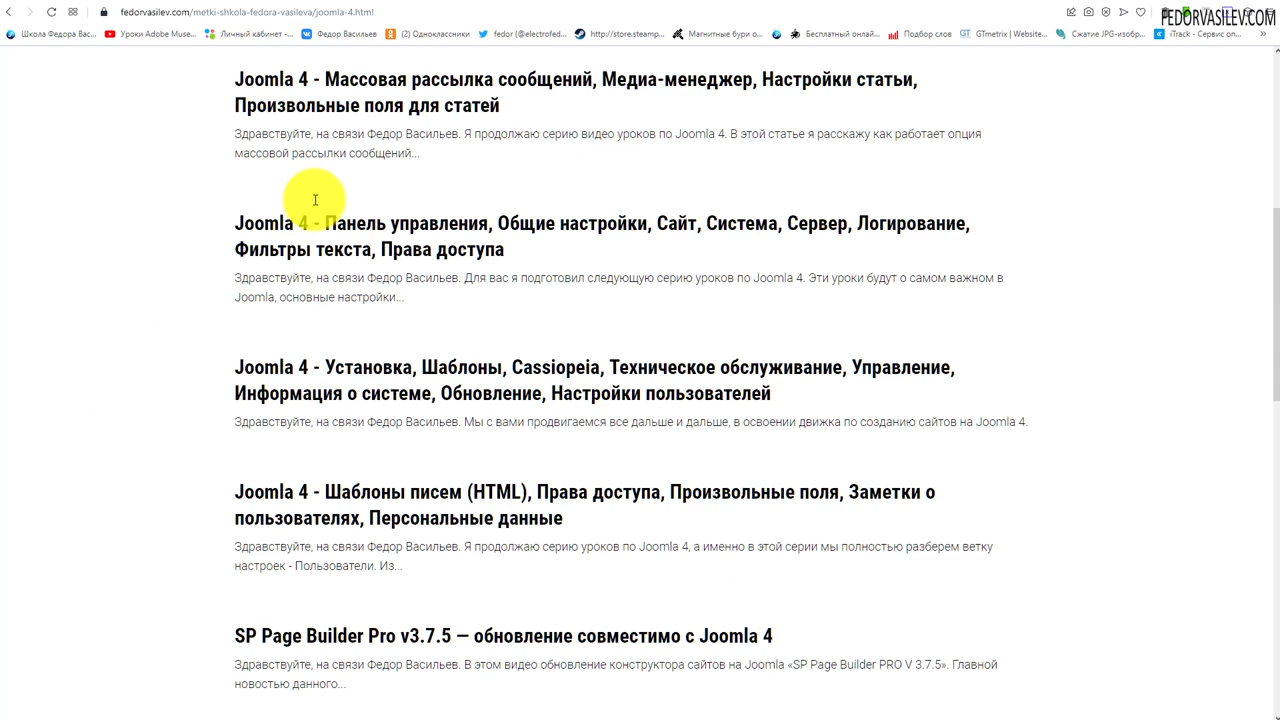 fedorvasilev.com/metki-shkola-fedora-vasileva/joomla-4.html
FEDORVASILEV.COM
Школа Федора Вас...
Уроки Adobe Muse...
Личный кабинет -...
Федор Васильев
(2) Одноклассники
fedor (@electrofed...
http://store.steamp...
Магнитные бури о...
Бесплатный онлай...
Подбор слов
GTmetrix | Website...
Сжатие JPG-изобр...
iTrack - Сервис оп...
Joomla 4 - Массовая рассылка сообщений, Медиа-менеджер, Настройки статьи,
Произвольные поля для статей
Здравствуйте, на связи Федор Васильев. Я продолжаю серию видео уроков по Joomla 4. В этой статье я расскажу как работает опция
массовой рассылки сообщений...
Joomla 4 - Панель управления, Общие настройки, Сайт, Система, Сервер, Логирование,
Фильтры текста, Права доступа
Здравствуйте, на связи Федор Васильев. Для вас я подготовил следующую серию уроков по Joomla 4. Эти уроки будут о самом важном в
Joomla, основные настройки...
Joomla 4 - Установка, Шаблоны, Cassiopeia, Техническое обслуживание, Управление,
Информация о системе, Обновление, Настройки пользователей
Здравствуйте, на связи Федор Васильев. Мы с вами продвигаемся все дальше и дальше, в освоении движка по созданию сайтов на Joomla 4.
Joomla 4 - Шаблоны писем (HTML), Права доступа, Произвольные поля, Заметки о
пользователях, Персональные данные
Здравствуйте, на связи Федор Васильев. Я продолжаю серию уроков по Joomla 4, а именно в этой серии мы полностью разберем ветку
настроек - Пользователи. Из...
SP Page Builder Pro v3.7.5 — обновление совместимо с Joomla 4
Здравствуйте, на связи Федор Васильев. В этом видео обновление конструктора сайтов на Joomla «SP Page Builder PRO V 3.7.5». Главной
новостью данного...